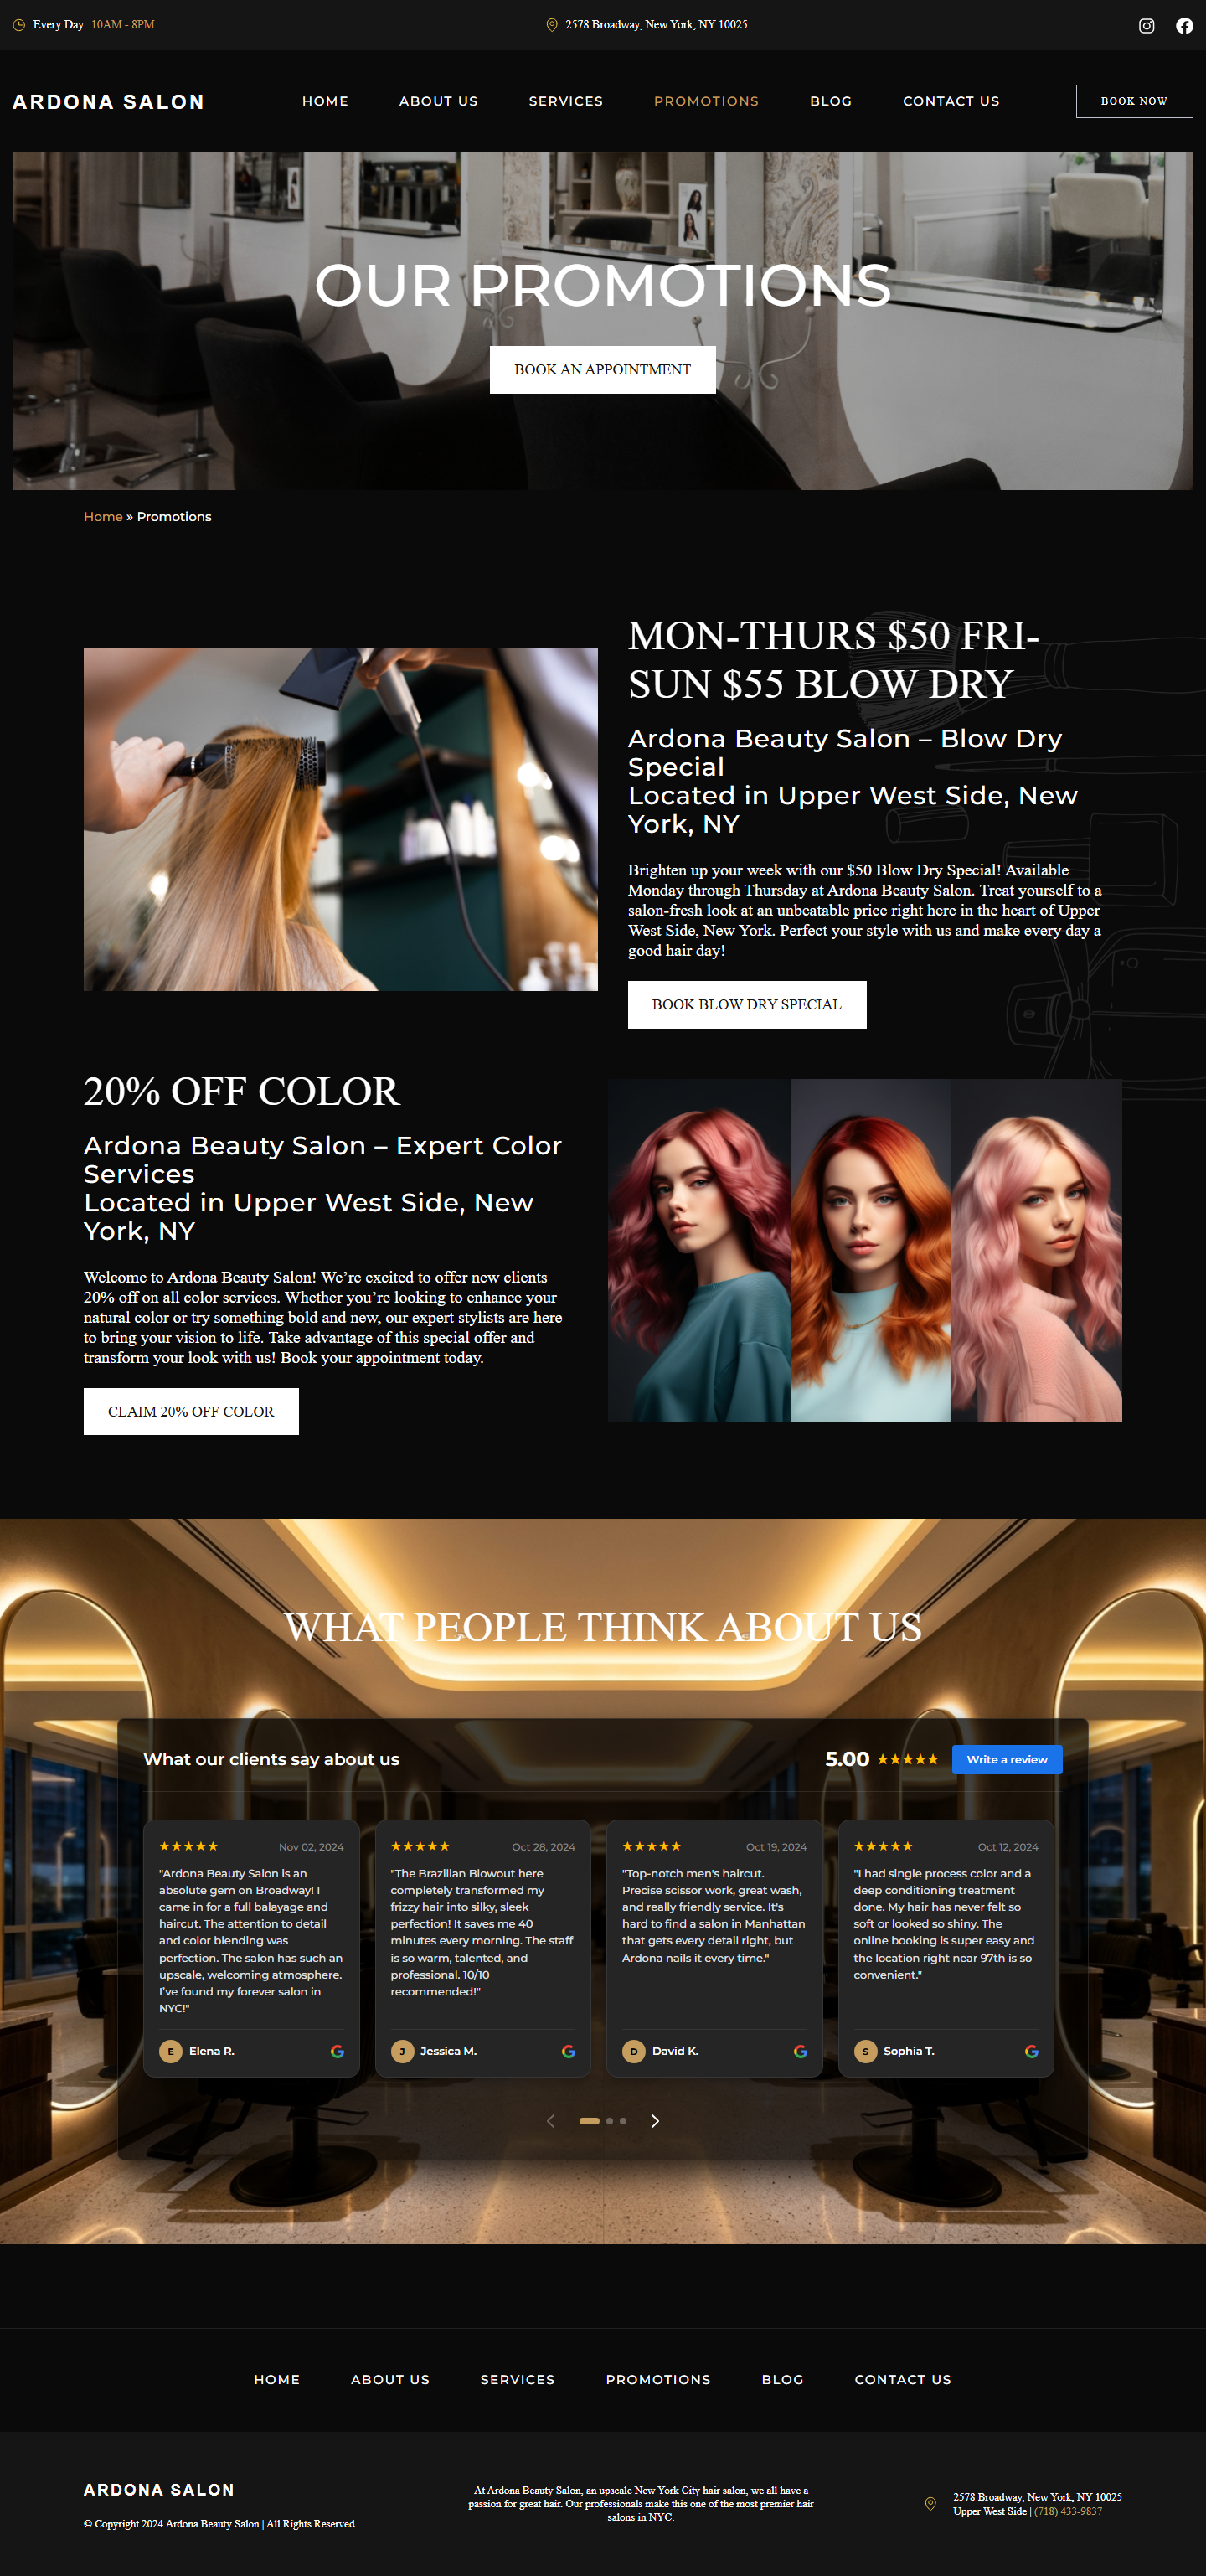 Every Day 10AM - 8PM
2578 Broadway, New York, NY 10025
ARDONA SALON
HOME
ABOUT US
SERVICES
PROMOTIONS
BLOG
CONTACT US
BOOK NOW
OUR PROMOTIONS
BOOK AN APPOINTMENT
Home » Promotions
MON-THURS $50 FRI-
SUN $55 BLOW DRY
Ardona Beauty Salon – Blow Dry
Special
Located in Upper West Side, New
York, NY
Brighten up your week with our $50 Blow Dry Special! Available
Monday through Thursday at Ardona Beauty Salon. Treat yourself to a
salon-fresh look at an unbeatable price right here in the heart of Upper
West Side, New York. Perfect your style with us and make every day a
good hair day!
BOOK BLOW DRY SPECIAL
20% OFF COLOR
Ardona Beauty Salon – Expert Color
Services
Located in Upper West Side, New
York, NY
Welcome to Ardona Beauty Salon! We’re excited to offer new clients
20% off on all color services. Whether you’re looking to enhance your
natural color or try something bold and new, our expert stylists are here
to bring your vision to life. Take advantage of this special offer and
transform your look with us! Book your appointment today.
CLAIM 20% OFF COLOR
WHAT PEOPLE THINK ABOUT US
What our clients say about us
5.00 ★★★★★
Write a review
★★★★★ Nov 02, 2024
"Ardona Beauty Salon is an
absolute gem on Broadway! I
came in for a full balayage and
haircut. The attention to detail
and color blending was
perfection. The salon has such an
upscale, welcoming atmosphere.
I've found my forever salon in
NYC!"
E Elena R.
★★★★★ Oct 28, 2024
"The Brazilian Blowout here
completely transformed my
frizzy hair into silky, sleek
perfection! It saves me 40
minutes every morning. The staff
is so warm, talented, and
professional. 10/10
recommended!"
J Jessica M.
★★★★★ Oct 19, 2024
"Top-notch men's haircut.
Precise scissor work, great wash,
and really friendly service. It's
hard to find a salon in Manhattan
that gets every detail right, but
Ardona nails it every time."
D David K.
★★★★★ Oct 12, 2024
"I had single process color and a
deep conditioning treatment
done. My hair has never felt so
soft or looked so shiny. The
online booking is super easy and
the location right near 97th is so
convenient."
S Sophia T.
HOME
ABOUT US
SERVICES
PROMOTIONS
BLOG
CONTACT US
ARDONA SALON
© Copyright 2024 Ardona Beauty Salon | All Rights Reserved.
At Ardona Beauty Salon, an upscale New York City hair salon, we all have a
passion for great hair. Our professionals make this one of the most premier hair
salons in NYC.
2578 Broadway, New York, NY 10025
Upper West Side | (718) 433-9837